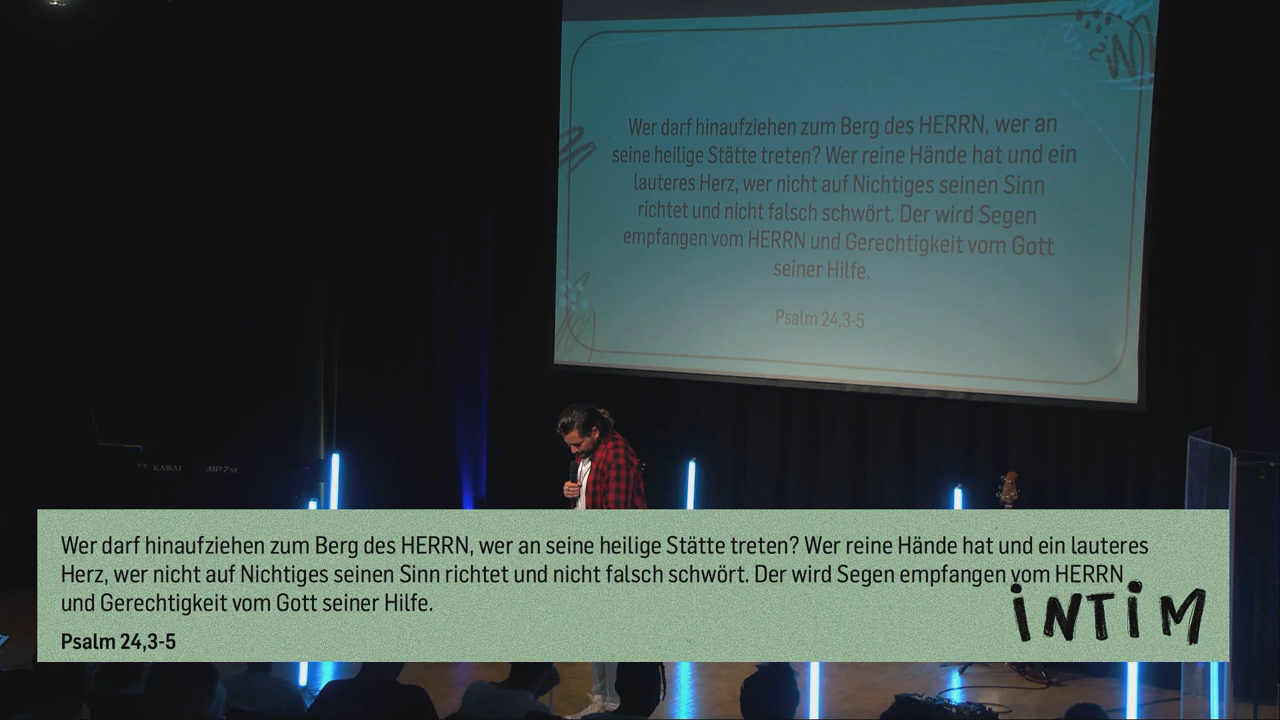 Wer darf hinaufziehen zum Berg des HERRN, wer an
seine heilige Stätte treten? Wer reine Hände hat und ein
lauteres Herz, wer nicht auf Nichtiges seinen Sinn
richtet und nicht falsch schwört. Der wird Segen
empfangen vom HERRN und Gerechtigkeit vom Gott
seiner Hilfe.
Psalm 24,3-5
KAWAI MP7SE
Wer darf hinaufziehen zum Berg des HERRN, wer an seine heilige Stätte treten? Wer reine Hände hat und ein lauteres
Herz, wer nicht auf Nichtiges seinen Sinn richtet und nicht falsch schwört. Der wird Segen empfangen vom HERRN
und Gerechtigkeit vom Gott seiner Hilfe.
Psalm 24,3-5
iNTiM